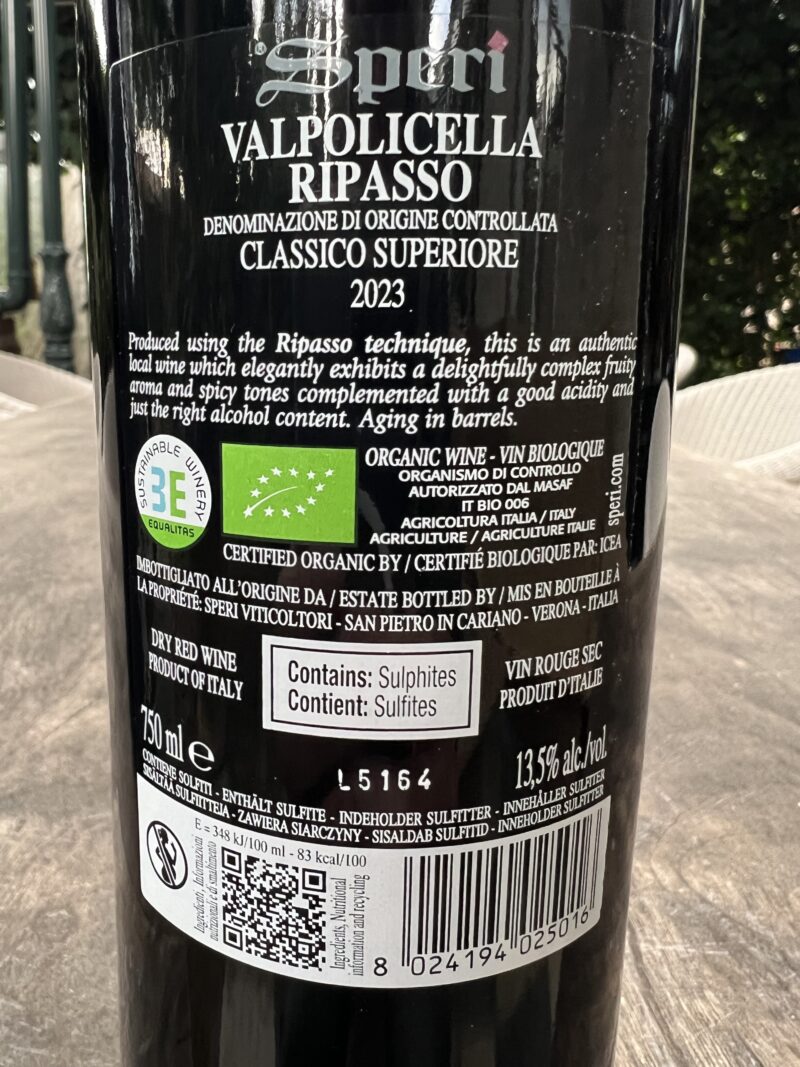 ® Speri
VALPOLICELLA
RIPASSO
DENOMINAZIONE DI ORIGINE CONTROLLATA
CLASSICO SUPERIORE
2023
Produced using the Ripasso technique, this is an authentic
local wine which elegantly exhibits a delightfully complex fruity
aroma and spicy tones complemented with a good acidity and
just the right alcohol content. Aging in barrels.
SUSTAINABLE WINERY
3E
EQUALITAS
ORGANIC WINE - VIN BIOLOGIQUE
ORGANISMO DI CONTROLLO
AUTORIZZATO DAL MASAF
IT BIO 006
AGRICOLTURA ITALIA / ITALY
AGRICULTURE / AGRICULTURE ITALIE
speri.com
CERTIFIED ORGANIC BY / CERTIFIÉ BIOLOGIQUE PAR: ICEA
IMBOTTIGLIATO ALL'ORIGINE DA / ESTATE BOTTLED BY / MIS EN BOUTEILLE À
LA PROPRIÉTÉ: SPERI VITICOLTORI - SAN PIETRO IN CARIANO - VERONA - ITALIA
DRY RED WINE
PRODUCT OF ITALY
Contains: Sulphites
Contient: Sulfites
VIN ROUGE SEC
PRODUIT D'ITALIE
750 ml e
L5164
13,5% alc./vol.
CONTIENE SOLFITI - ENTHÄLT SULFITE - INDEHOLDER SULFITTER - INNEHÅLLER SULFITER
SISÄLTÄÄ SULFIITTEJA - ZAWIERA SIARCZYNY - SISALDAB SULFITID - INNEHOLDER SULFITTER
E = 348 kJ/100 ml - 83 kcal/100
Ingredienti, Informazioni
nutrizionali e di smaltimento
Ingredients, Nutritional
information and recycling
8 024194 025016